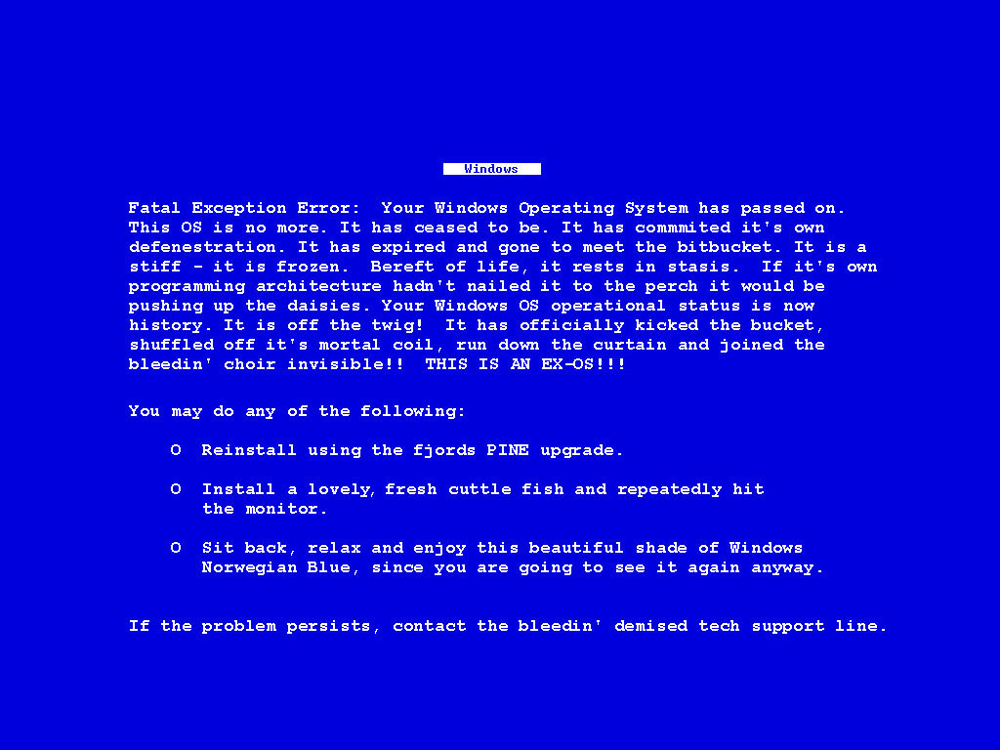 Windows
Fatal Exception Error:  Your Windows Operating System has passed on.
This OS is no more. It has ceased to be. It has commmited it's own
defenestration. It has expired and gone to meet the bitbucket. It is a
stiff - it is frozen.  Bereft of life, it rests in stasis.  If it's own
programming architecture hadn't nailed it to the perch it would be
pushing up the daisies. Your Windows OS operational status is now
history. It is off the twig!  It has officially kicked the bucket,
shuffled off it's mortal coil, run down the curtain and joined the
bleedin' choir invisible!!  THIS IS AN EX-OS!!!
You may do any of the following:
O  Reinstall using the fjords PINE upgrade.
O  Install a lovely, fresh cuttle fish and repeatedly hit
the monitor.
O  Sit back, relax and enjoy this beautiful shade of Windows
Norwegian Blue, since you are going to see it again anyway.
If the problem persists, contact the bleedin' demised tech support line.